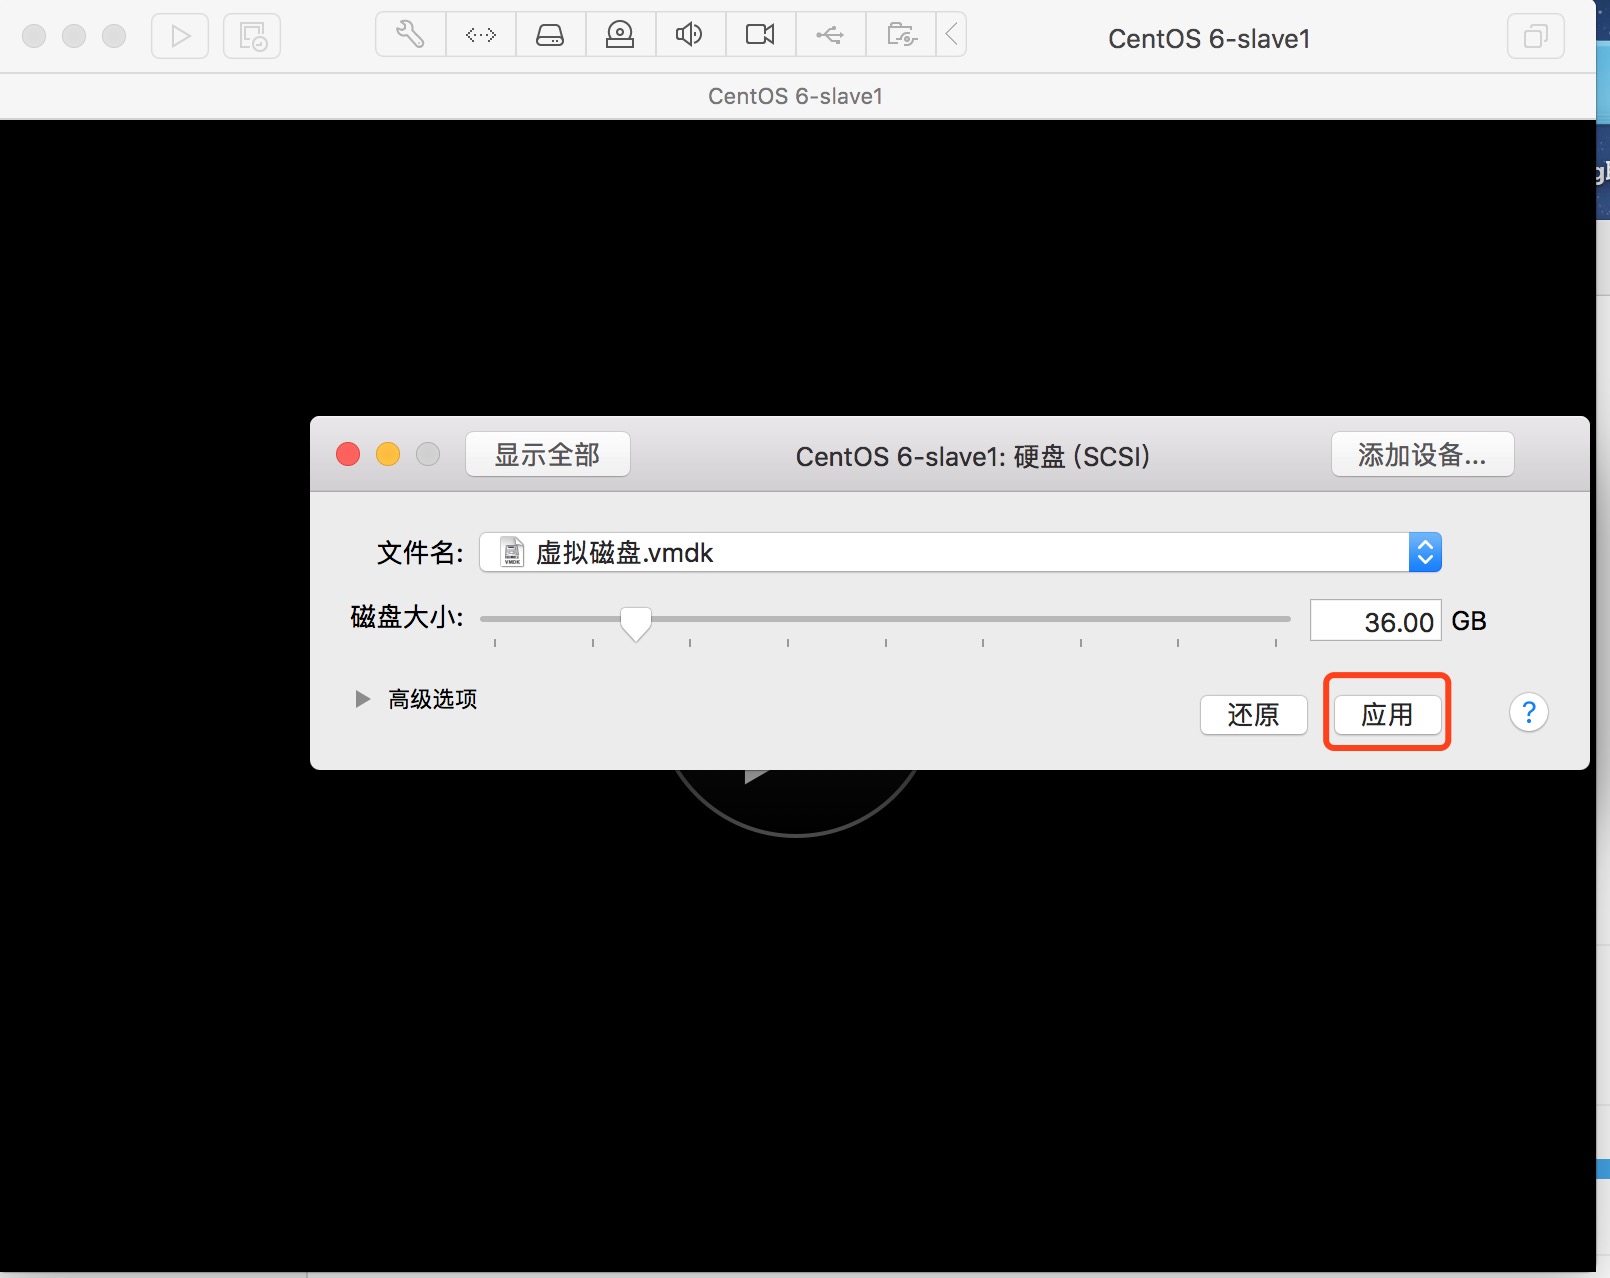 CentOS 6-slave1
CentOS 6-slave1
显示全部
CentOS 6-slave1: 硬盘 (SCSI)
添加设备...
文件名:
虚拟磁盘.vmdk
磁盘大小:
36.00 GB
高级选项
还原
应用
?